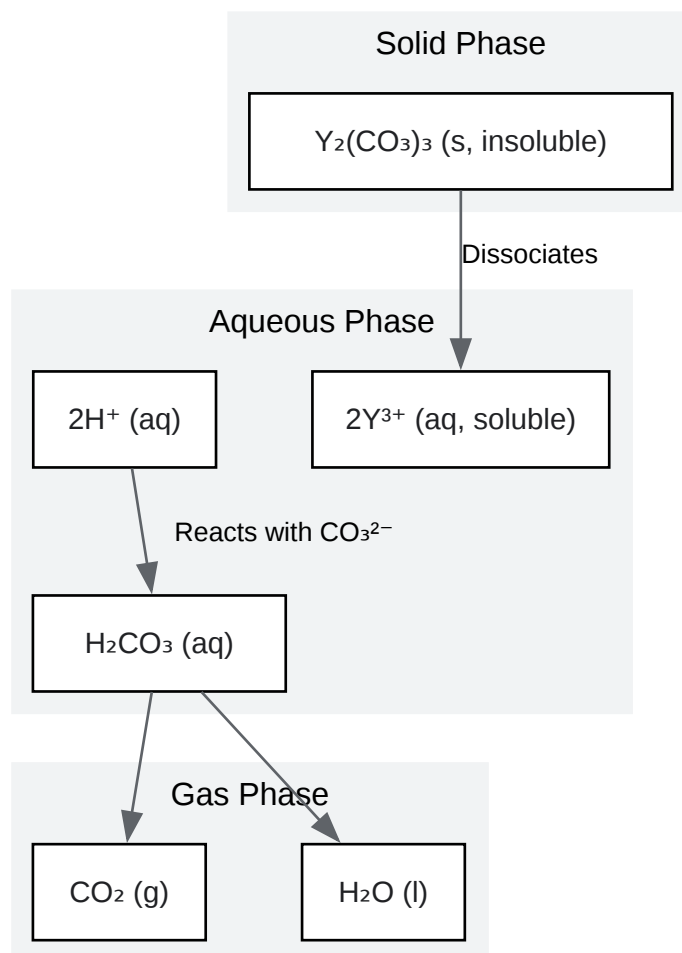 Solid Phase
Y₂(CO₃)₃ (s, insoluble)
Dissociates
Aqueous Phase
2H⁺ (aq)
2Y³⁺ (aq, soluble)
Reacts with CO₃²⁻
H₂CO₃ (aq)
Gas Phase
CO₂ (g)
H₂O (l)